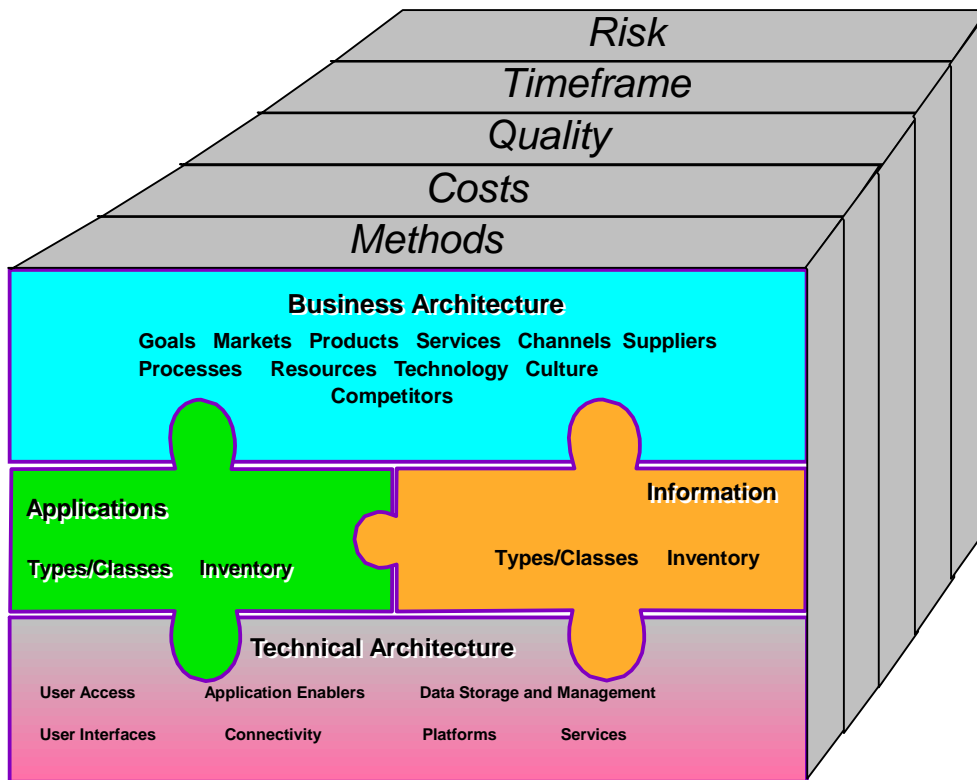 Risk
Timeframe
Quality
Costs
Methods
Business Architecture
Goals Markets Products Services Channels Suppliers
Processes Resources Technology Culture
Competitors
Applications
Types/Classes Inventory
Information
Types/Classes Inventory
Technical Architecture
User Access Application Enablers Data Storage and Management
User Interfaces Connectivity Platforms Services